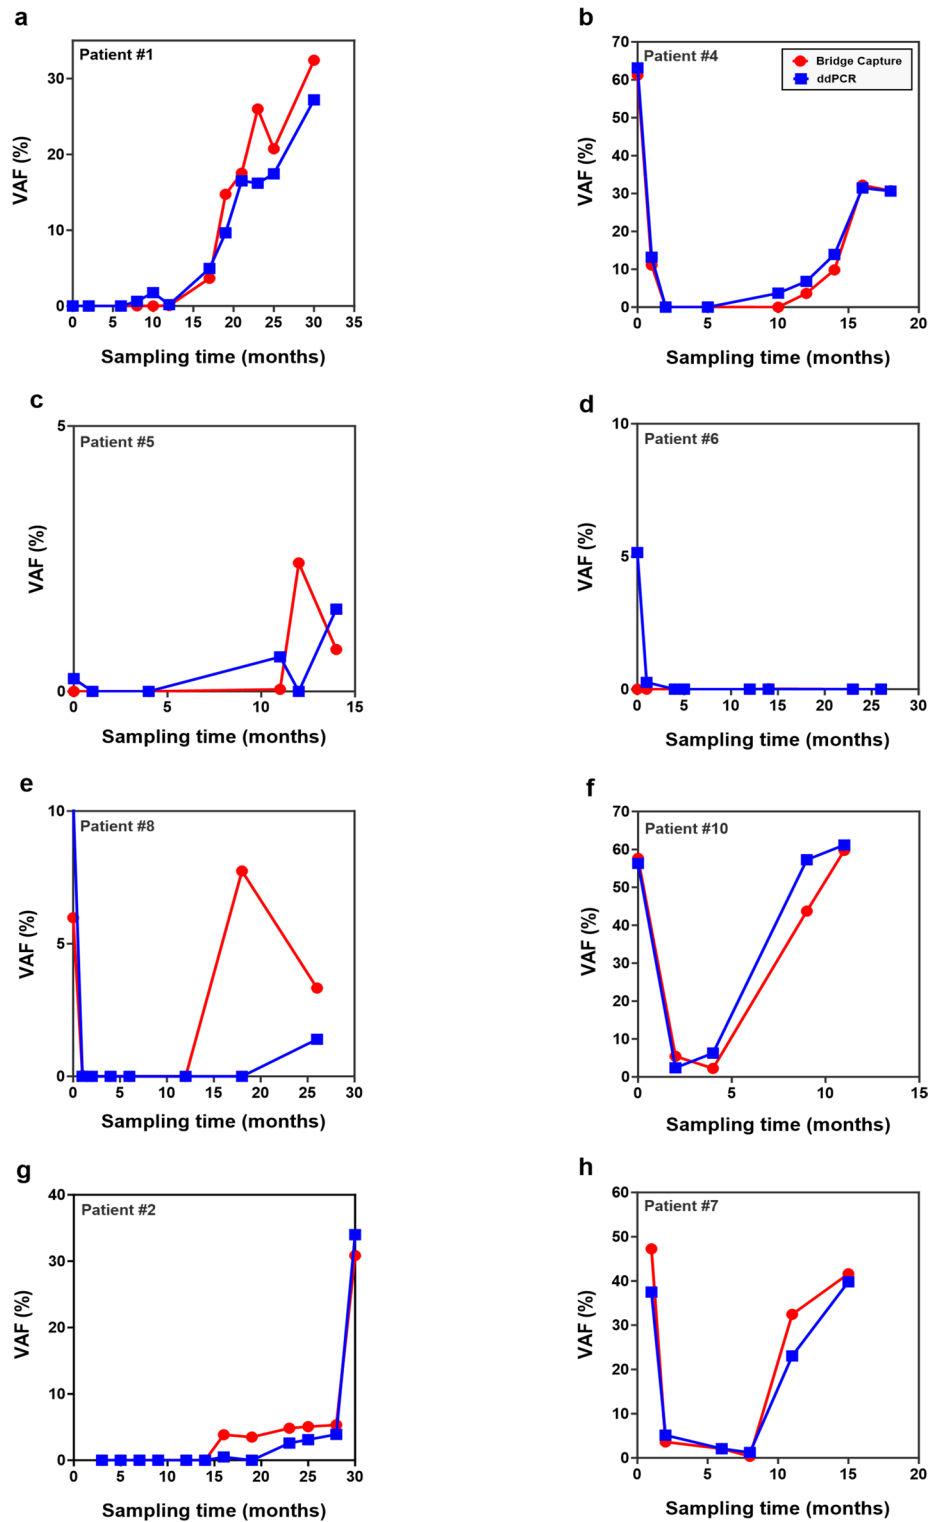 a
b
Patient #1
30
20
10
0
VAF (%)
0 5 10 15 20 25 30 35
Sampling time (months)
Patient #4
Bridge Capture
ddPCR
70
60
50
40
30
20
10
0
VAF (%)
0 5 10 15 20
Sampling time (months)
c
d
Patient #5
5
0
VAF (%)
0 5 10 15
Sampling time (months)
Patient #6
10
5
0
VAF (%)
0 5 10 15 20 25 30
Sampling time (months)
e
f
Patient #8
10
5
0
VAF (%)
0 5 10 15 20 25 30
Sampling time (months)
Patient #10
70
60
50
40
30
20
10
0
VAF (%)
0 5 10 15
Sampling time (months)
g
h
Patient #2
40
30
20
10
0
VAF (%)
0 5 10 15 20 25 30
Sampling time (months)
Patient #7
60
50
40
30
20
10
0
VAF (%)
0 5 10 15 20
Sampling time (months)